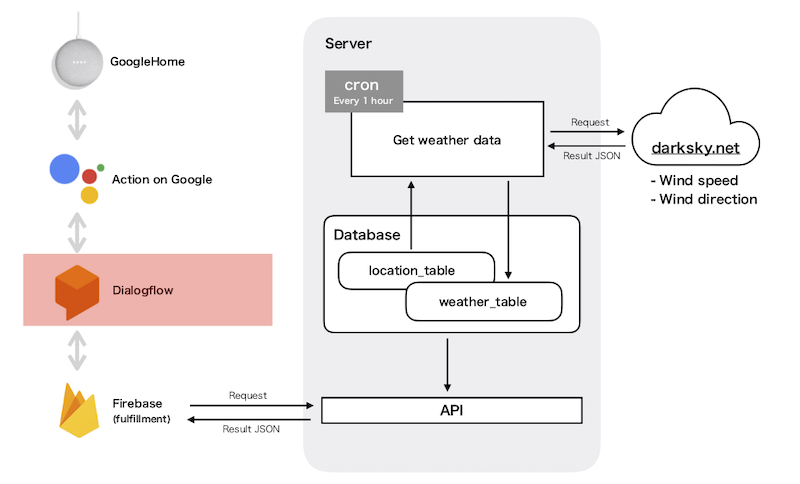 GoogleHome
Action on Google
Dialogflow
Firebase
(fulfillment)
Request
Result JSON
Server
cron
Every 1 hour
Get weather data
Database
location_table
weather_table
API
Request
Result JSON
darksky.net
- Wind speed
- Wind direction